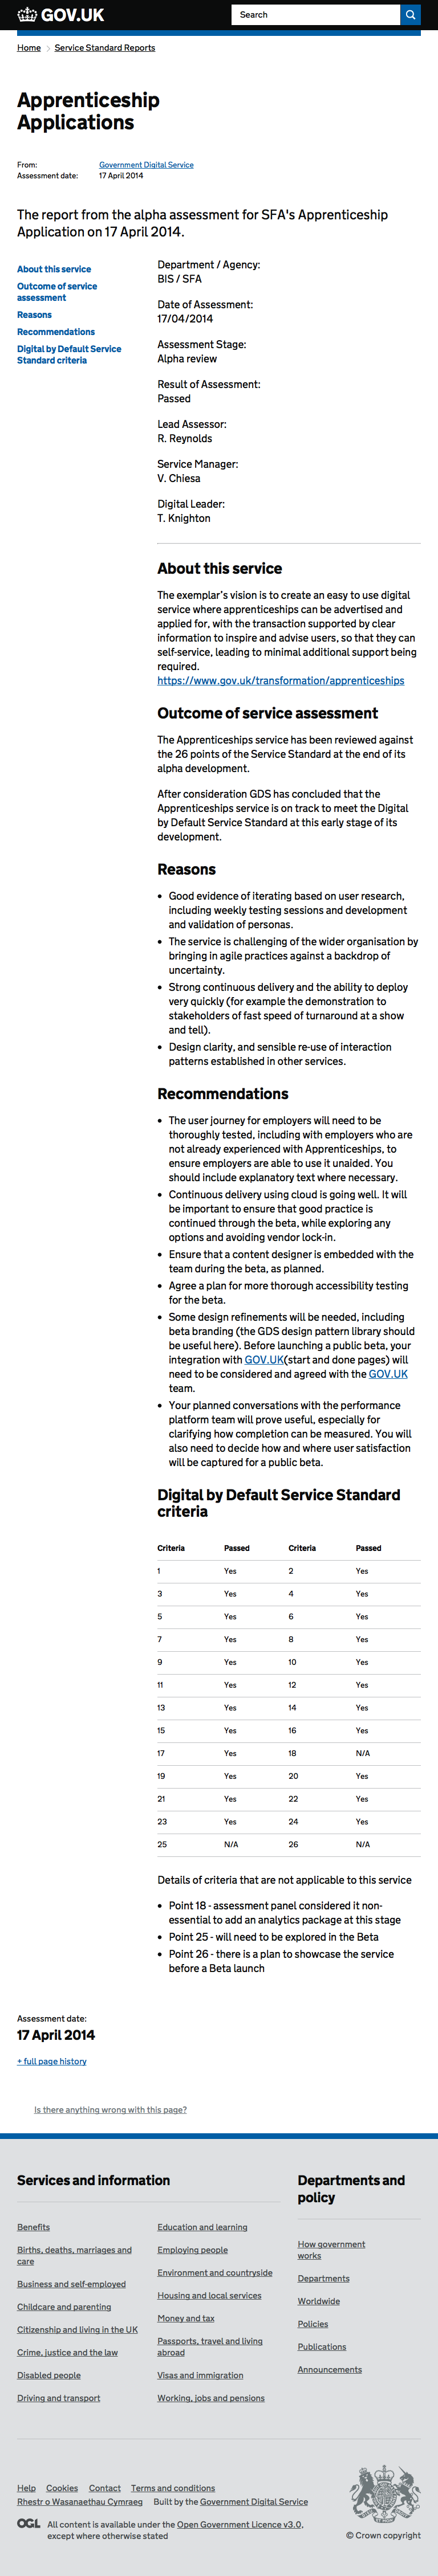 GOV.UK
Search
Home
Service Standard Reports
Apprenticeship
Applications
From:
Government Digital Service
Assessment date:
17 April 2014
The report from the alpha assessment for SFA's Apprenticeship
Application on 17 April 2014.
About this service
Outcome of service
assessment
Reasons
Recommendations
Digital by Default Service
Standard criteria
Department / Agency:
BIS / SFA
Date of Assessment:
17/04/2014
Assessment Stage:
Alpha review
Result of Assessment:
Passed
Lead Assessor:
R. Reynolds
Service Manager:
V. Chiesa
Digital Leader:
T. Knighton
About this service
The exemplar's vision is to create an easy to use digital
service where apprenticeships can be advertised and
applied for, with the transaction supported by clear
information to inspire and advise users, so that they can
self-service, leading to minimal additional support being
required.
https://www.gov.uk/transformation/apprenticeships
Outcome of service assessment
The Apprenticeships service has been reviewed against
the 26 points of the Service Standard at the end of its
alpha development.
After consideration GDS has concluded that the
Apprenticeships service is on track to meet the Digital
by Default Service Standard at this early stage of its
development.
Reasons
• Good evidence of iterating based on user research,
including weekly testing sessions and development
and validation of personas.
• The service is challenging of the wider organisation by
bringing in agile practices against a backdrop of
uncertainty.
• Strong continuous delivery and the ability to deploy
very quickly (for example the demonstration to
stakeholders of fast speed of turnaround at a show
and tell).
• Design clarity, and sensible re-use of interaction
patterns established in other services.
Recommendations
• The user journey for employers will need to be
thoroughly tested, including with employers who are
not already experienced with Apprenticeships, to
ensure employers are able to use it unaided. You
should include explanatory text where necessary.
• Continuous delivery using cloud is going well. It will
be important to ensure that good practice is
continued through the beta, while exploring any
options and avoiding vendor lock-in.
• Ensure that a content designer is embedded with the
team during the beta, as planned.
• Agree a plan for more thorough accessibility testing
for the beta.
• Some design refinements will be needed, including
beta branding (the GDS design pattern library should
be useful here). Before launching a public beta, your
integration with GOV.UK(start and done pages) will
need to be considered and agreed with the GOV.UK
team.
• Your planned conversations with the performance
platform team will prove useful, especially for
clarifying how completion can be measured. You will
also need to decide how and where user satisfaction
will be captured for a public beta.
Digital by Default Service Standard
criteria
Criteria Passed Criteria Passed
1 Yes 2 Yes
3 Yes 4 Yes
5 Yes 6 Yes
7 Yes 8 Yes
9 Yes 10 Yes
11 Yes 12 Yes
13 Yes 14 Yes
15 Yes 16 Yes
17 Yes 18 N/A
19 Yes 20 Yes
21 Yes 22 Yes
23 Yes 24 Yes
25 N/A 26 N/A
Details of criteria that are not applicable to this service
• Point 18 - assessment panel considered it non-
essential to add an analytics package at this stage
• Point 25 - will need to be explored in the Beta
• Point 26 - there is a plan to showcase the service
before a Beta launch
Assessment date:
17 April 2014
+ full page history
Is there anything wrong with this page?
Services and information
Benefits
Births, deaths, marriages and
care
Business and self-employed
Childcare and parenting
Citizenship and living in the UK
Crime, justice and the law
Disabled people
Driving and transport
Education and learning
Employing people
Environment and countryside
Housing and local services
Money and tax
Passports, travel and living
abroad
Visas and immigration
Working, jobs and pensions
Departments and
policy
How government
works
Departments
Worldwide
Policies
Publications
Announcements
Help Cookies Contact Terms and conditions
Rhestr o Wasanaethau Cymraeg Built by the Government Digital Service
OGL All content is available under the Open Government Licence v3.0,
except where otherwise stated
© Crown copyright